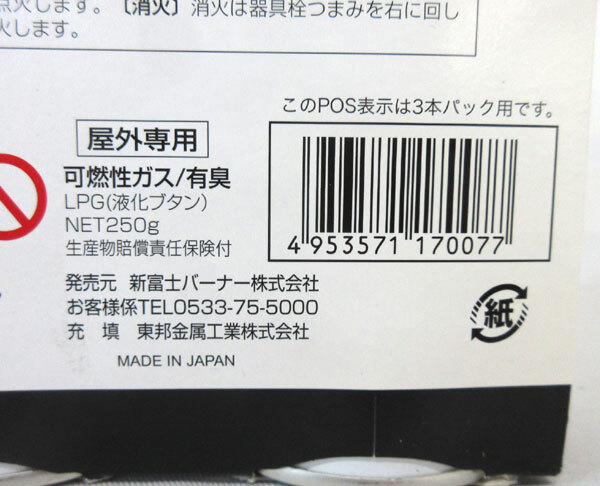 点火します。〔消火〕消火は器具栓つまみを右に回し
火します。
このPOS表示は3本パック用です。
屋外専用
可燃性ガス/有臭
LPG(液化ブタン)
NET250g
生産物賠償責任保険付
4 953571 170077
発売元 新富士バーナー株式会社
お客様係TEL0533-75-5000
充 填 東邦金属工業株式会社
紙
MADE IN JAPAN